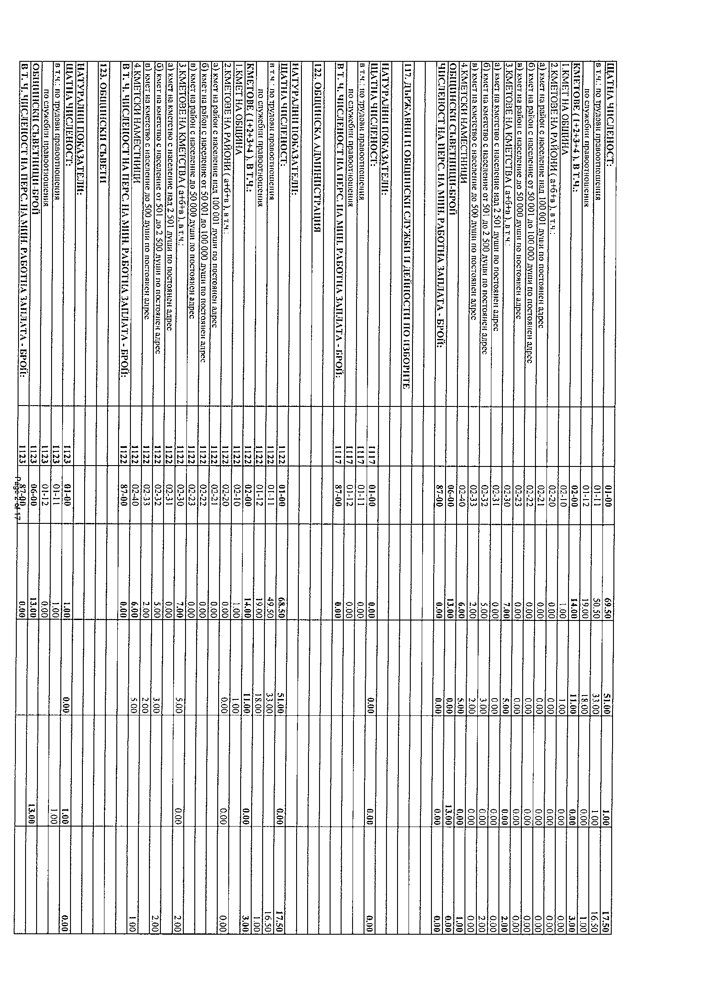 ЩАТНА ЧИСЛЕНОСТ: 01-00 69.50 51.00 1.00 17.50
в т.ч.: по трудови правоотношения 01-11 50.50 33.00 1.00 16.50
по служебни правоотношения 01-12 19.00 18.00 0.00 1.00
КМЕТОВЕ ( 1+2+3+4 ), В Т.Ч.: 02-00 14.00 11.00 0.00 3.00
1.КМЕТ НА ОБЩИНА 02-10 1.00 1.00 0.00 0.00
2.КМЕТОВЕ НА РАЙОНИ ( а+б+в ), в т.ч.: 02-20 0.00 0.00 0.00 0.00
а) кмет на район с население над 100 001 души по постоянен адрес 02-21 0.00 0.00 0.00 0.00
б) кмет на район с население от 50 001 до 100 000 души по постоянен адрес 02-22 0.00 0.00 0.00 0.00
в) кмет на район с население до 50 000 души по постоянен адрес 02-23 0.00 0.00 0.00 0.00
3.КМЕТОВЕ НА КМЕТСТВА ( а+б+в ), в т.ч.: 02-30 7.00 5.00 0.00 2.00
а) кмет на кметство с население над 2 501 души по постоянен адрес 02-31 0.00 0.00 0.00 0.00
б) кмет на кметство с население от 501 до 2 500 души по постоянен адрес 02-32 5.00 3.00 0.00 2.00
в) кмет на кметство с население до 500 души по постоянен адрес 02-33 2.00 2.00 0.00 0.00
4.КМЕТСКИ НАМЕСТНИЦИ 02-40 6.00 5.00 0.00 1.00
ОБЩИНСКИ СЪВЕТНИЦИ-БРОЙ 06-00 13.00 0.00 13.00 0.00
ЧИСЛЕНОСТ НА ПЕРС. НА МИН. РАБОТНА ЗАПЛАТА - БРОЙ: 87-00 0.00 0.00 0.00 0.00
117. ДЪРЖАВНИ И ОБЩИНСКИ СЛУЖБИ И ДЕЙНОСТИ ПО ИЗБОРИТЕ
НАТУРАЛНИ ПОКАЗАТЕЛИ:
ЩАТНА ЧИСЛЕНОСТ: 1117 01-00 0.00 0.00 0.00 0.00
в т.ч.: по трудови правоотношения 1117 01-11 0.00
по служебни правоотношения 1117 01-12 0.00
В Т. Ч. ЧИСЛЕНОСТ НА ПЕРС. НА МИН. РАБОТНА ЗАПЛАТА - БРОЙ: 1117 87-00 0.00
122. ОБЩИНСКА АДМИНИСТРАЦИЯ
НАТУРАЛНИ ПОКАЗАТЕЛИ:
ЩАТНА ЧИСЛЕНОСТ: 1122 01-00 68.50 51.00 0.00 17.50
в т.ч.: по трудови правоотношения 1122 01-11 49.50 33.00 16.50
по служебни правоотношения 1122 01-12 19.00 18.00 1.00
КМЕТОВЕ ( 1+2+3+4 ), В Т.Ч.: 1122 02-00 14.00 11.00 0.00 3.00
1.КМЕТ НА ОБЩИНА 1122 02-10 1.00 1.00
2.КМЕТОВЕ НА РАЙОНИ ( а+б+в ), в т.ч.: 1122 02-20 0.00 0.00 0.00 0.00
а) кмет на район с население над 100 001 души по постоянен адрес 1122 02-21 0.00
б) кмет на район с население от 50 001 до 100 000 души по постоянен адрес 1122 02-22 0.00
в) кмет на район с население до 50 000 души по постоянен адрес 1122 02-23 0.00
3.КМЕТОВЕ НА КМЕТСТВА ( а+б+в ), в т.ч.: 1122 02-30 7.00 5.00 0.00 2.00
а) кмет на кметство с население над 2 501 души по постоянен адрес 1122 02-31 0.00
б) кмет на кметство с население от 501 до 2 500 души по постоянен адрес 1122 02-32 5.00 3.00 2.00
в) кмет на кметство с население до 500 души по постоянен адрес 1122 02-33 2.00 2.00
4.КМЕТСКИ НАМЕСТНИЦИ 1122 02-40 6.00 5.00 1.00
В Т. Ч. ЧИСЛЕНОСТ НА ПЕРС. НА МИН. РАБОТНА ЗАПЛАТА - БРОЙ: 1122 87-00 0.00
123. ОБЩИНСКИ СЪВЕТИ
НАТУРАЛНИ ПОКАЗАТЕЛИ:
ЩАТНА ЧИСЛЕНОСТ: 1123 01-00 1.00 0.00 1.00 0.00
в т.ч.: по трудови правоотношения 1123 01-11 1.00 1.00
по служебни правоотношения 1123 01-12 0.00
ОБЩИНСКИ СЪВЕТНИЦИ-БРОЙ 1123 06-00 13.00 13.00
В Т. Ч. ЧИСЛЕНОСТ НА ПЕРС. НА МИН. РАБОТНА ЗАПЛАТА - БРОЙ: 1123 87-00 0.00
Page 2 of 17